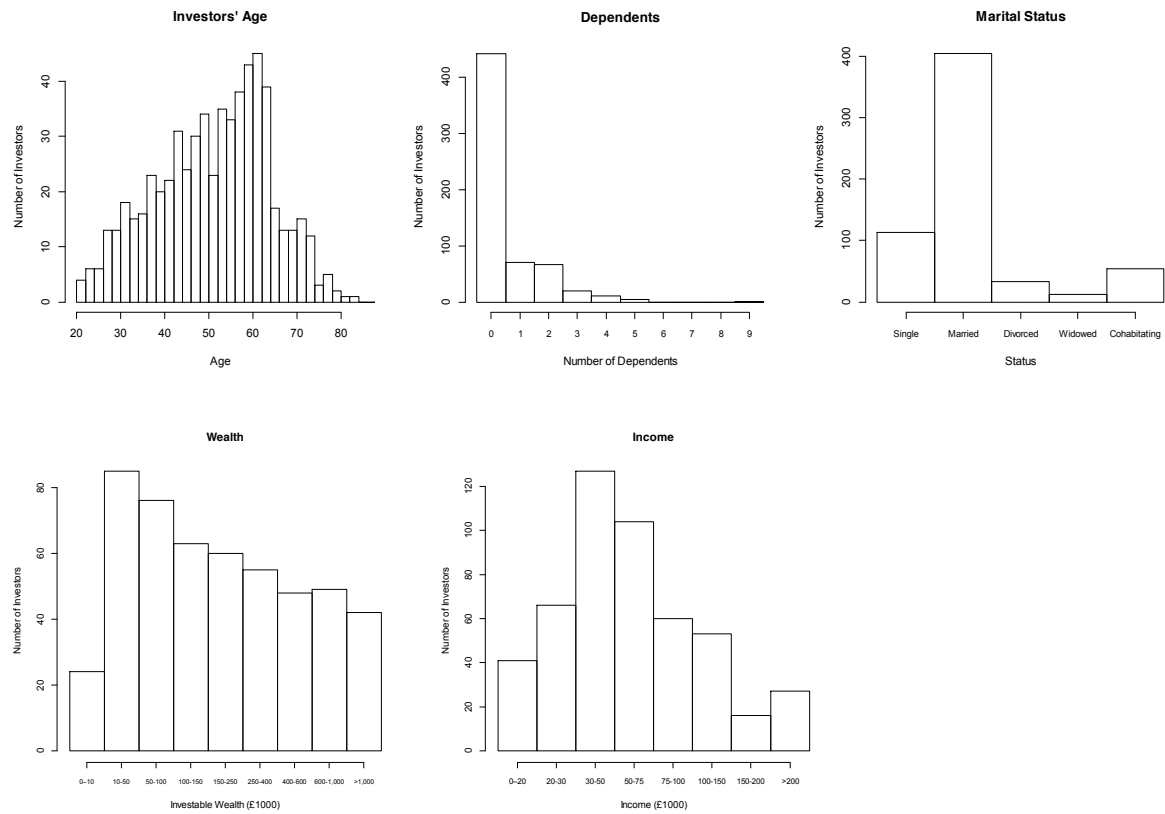 Investors' Age
Number of Investors
0 10 20 30 40
20 30 40 50 60 70 80
Age
Dependents
Number of Investors
0 100 200 300 400
0 1 2 3 4 5 6 7 8 9
Number of Dependents
Marital Status
Number of Investors
0 100 200 300 400
Single Married Divorced Widowed Cohabitating
Status
Wealth
Number of Investors
0 20 40 60 80
0–10 10-50 50-100 100-150 150-250 250-400 400-600 600-1,000 >1,000
Investable Wealth (£1000)
Income
Number of Investors
0 20 40 60 80 100 120
0–20 20-30 30-50 50-75 75-100 100-150 150-200 >200
Income (£1000)